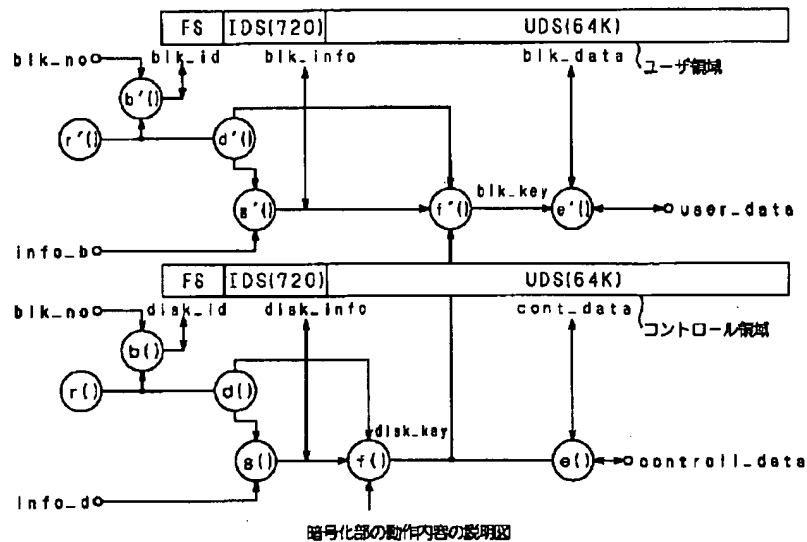 FS IDS(720) UDS(64K)
blk_no blk_id blk_info blk_data
ユーザ領域
b'()
r'() d'()
g'() f'() blk_key e'() user_data
info_b
FS IDS(720) UDS(64K)
blk_no disk_id disk_info cont_data
コントロール領域
b()
r() d()
disk_key
g() f() e() controll_data
info_d
暗号化部の動作内容の説明図